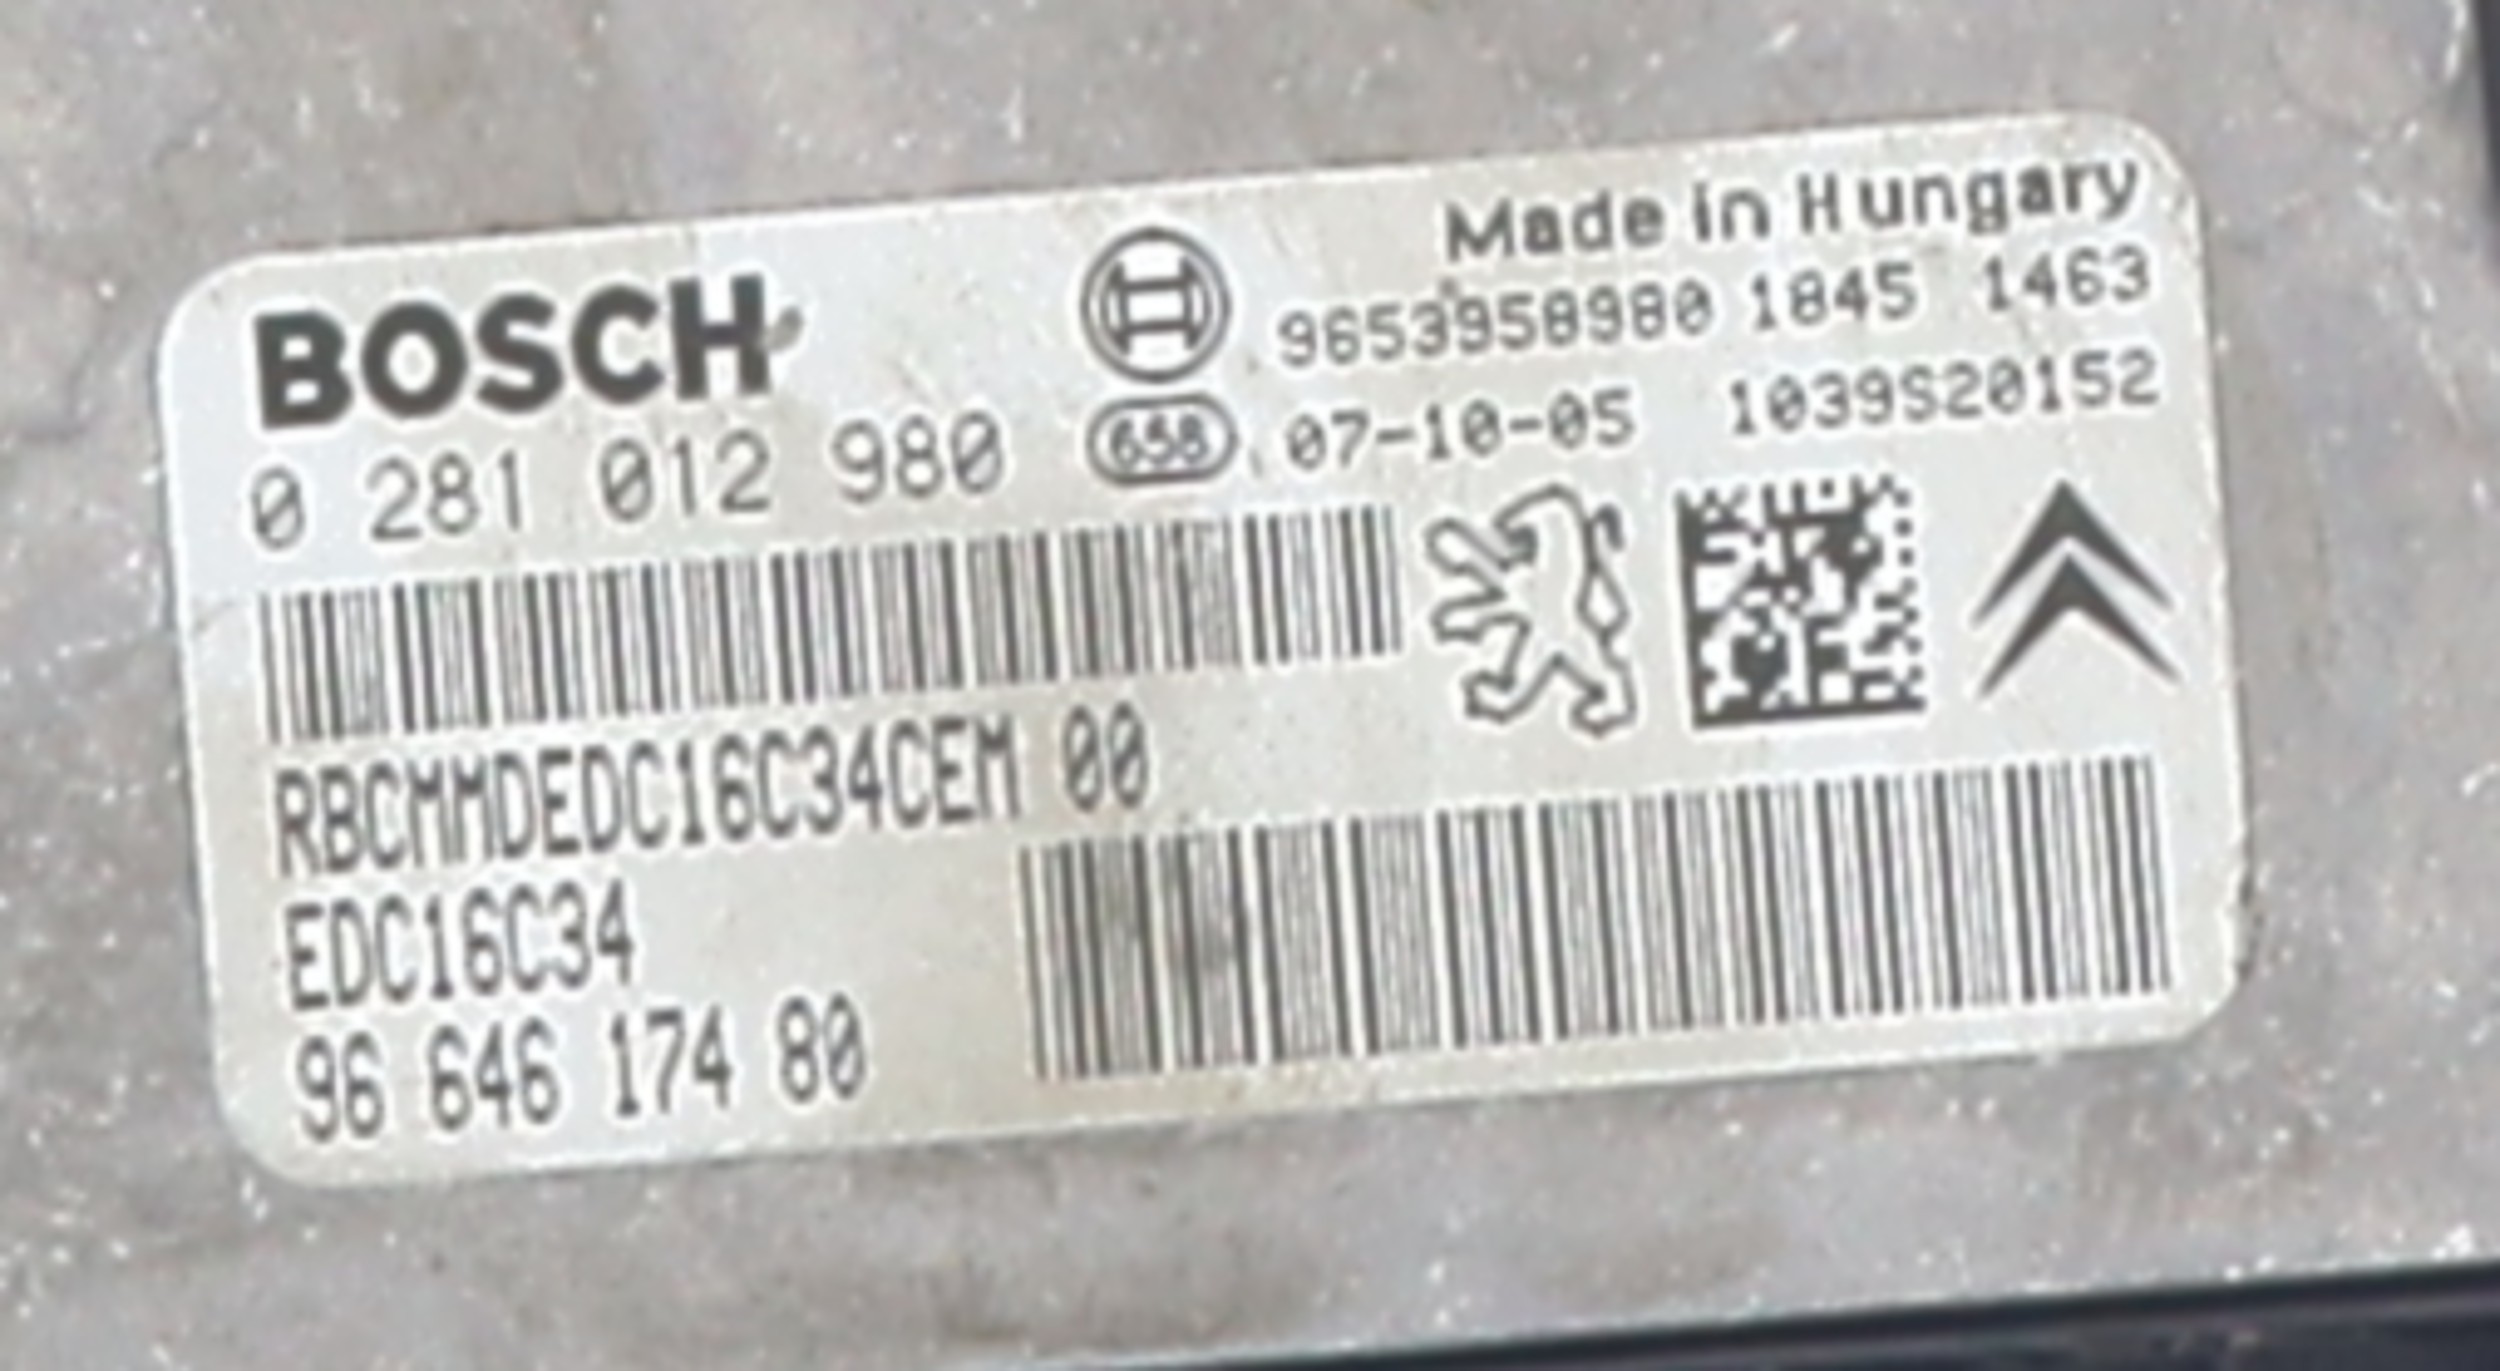 Made in Hungary
BOSCH
9653958980 1845 1463
0 281 012 980
658
07-10-05 1039S20152
RBCMMDEDC16C34CEM 00
EDC16C34
96 646 174 80